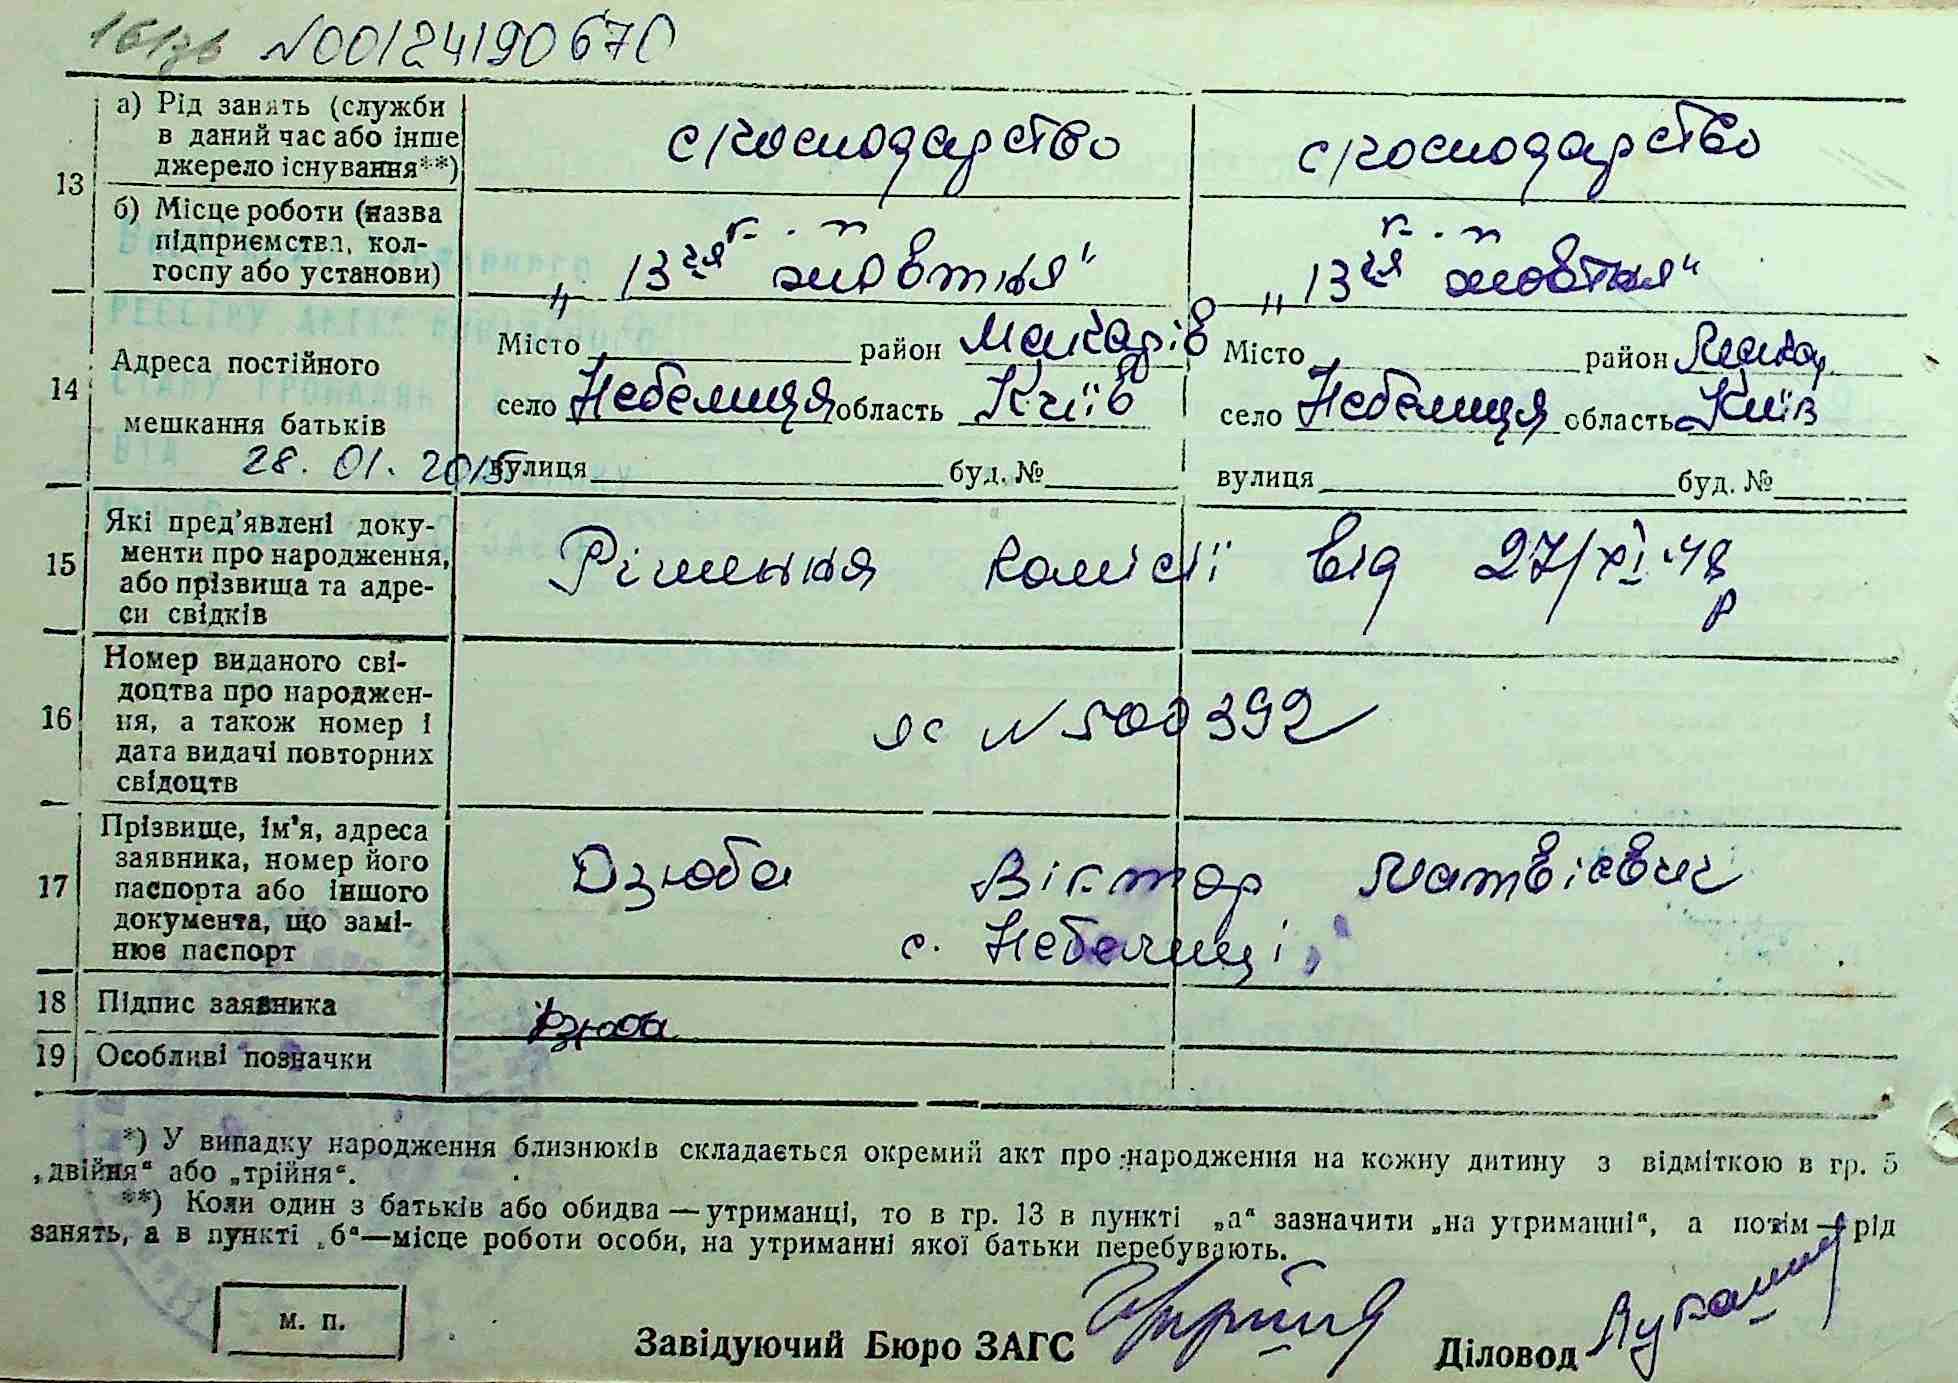 №00124190670
13 а) Рід занять (служби в даний час або інше джерело існування**) с/господарство с/господарство
б) Місце роботи (назва підприємства, колгоспу або установи) к-п „13 чя жовтня“ к-п „13 чя жовтня“
14 Адреса постійного мешкання батьків
Місто район Макарів Місто район Макар
село Небелиця область Київ село Небелиця область Київ
28.01.2015 вулиця буд. № вулиця буд. №
15 Які пред’явлені документи про народження, або прізвища та адреси свідків Рішення комісії від 27/XI.48 р
16 Номер виданого свідоцтва про народження, а також номер і дата видачі повторних свідоцтв яс N 500392
17 Прізвище, ім’я, адреса заявника, номер його паспорта або іншого документа, що замінює паспорт Дзюба Віктор Матвієвич
с. Небелиці
18 Підпис заявника Дзюба
19 Особливі позначки
*) У випадку народження близнюків складається окремий акт про народження на кожну дитину з відміткою в гр. 5
„двійня“ або „трійня“.
**) Коли один з батьків або обидва — утриманці, то в гр. 13 в пункті „а“ зазначити „на утриманні“, а потім — рід
занять, а в пункті „б“—місце роботи особи, на утриманні якої батьки перебувають.
м. п.
Завідуючий Бюро ЗАГС Діловод